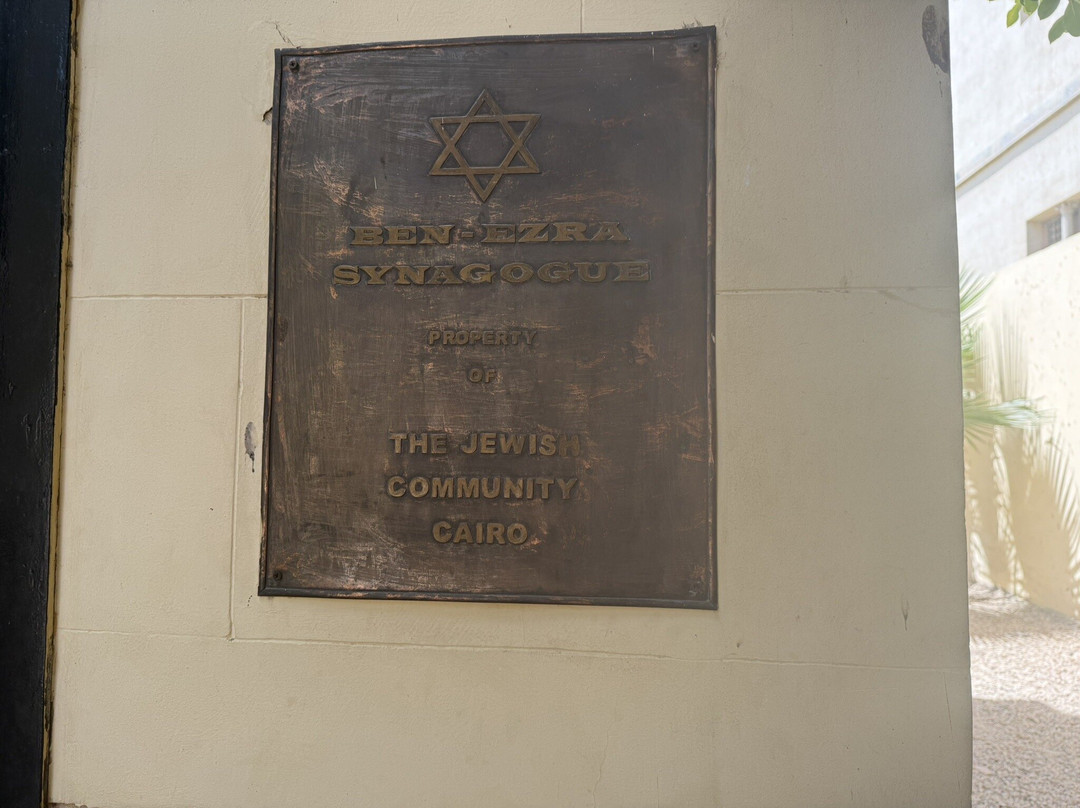 BEN-EZRA
SYNAGOGUE
PROPERTY
OF
THE JEWISH
COMMUNITY
CAIRO